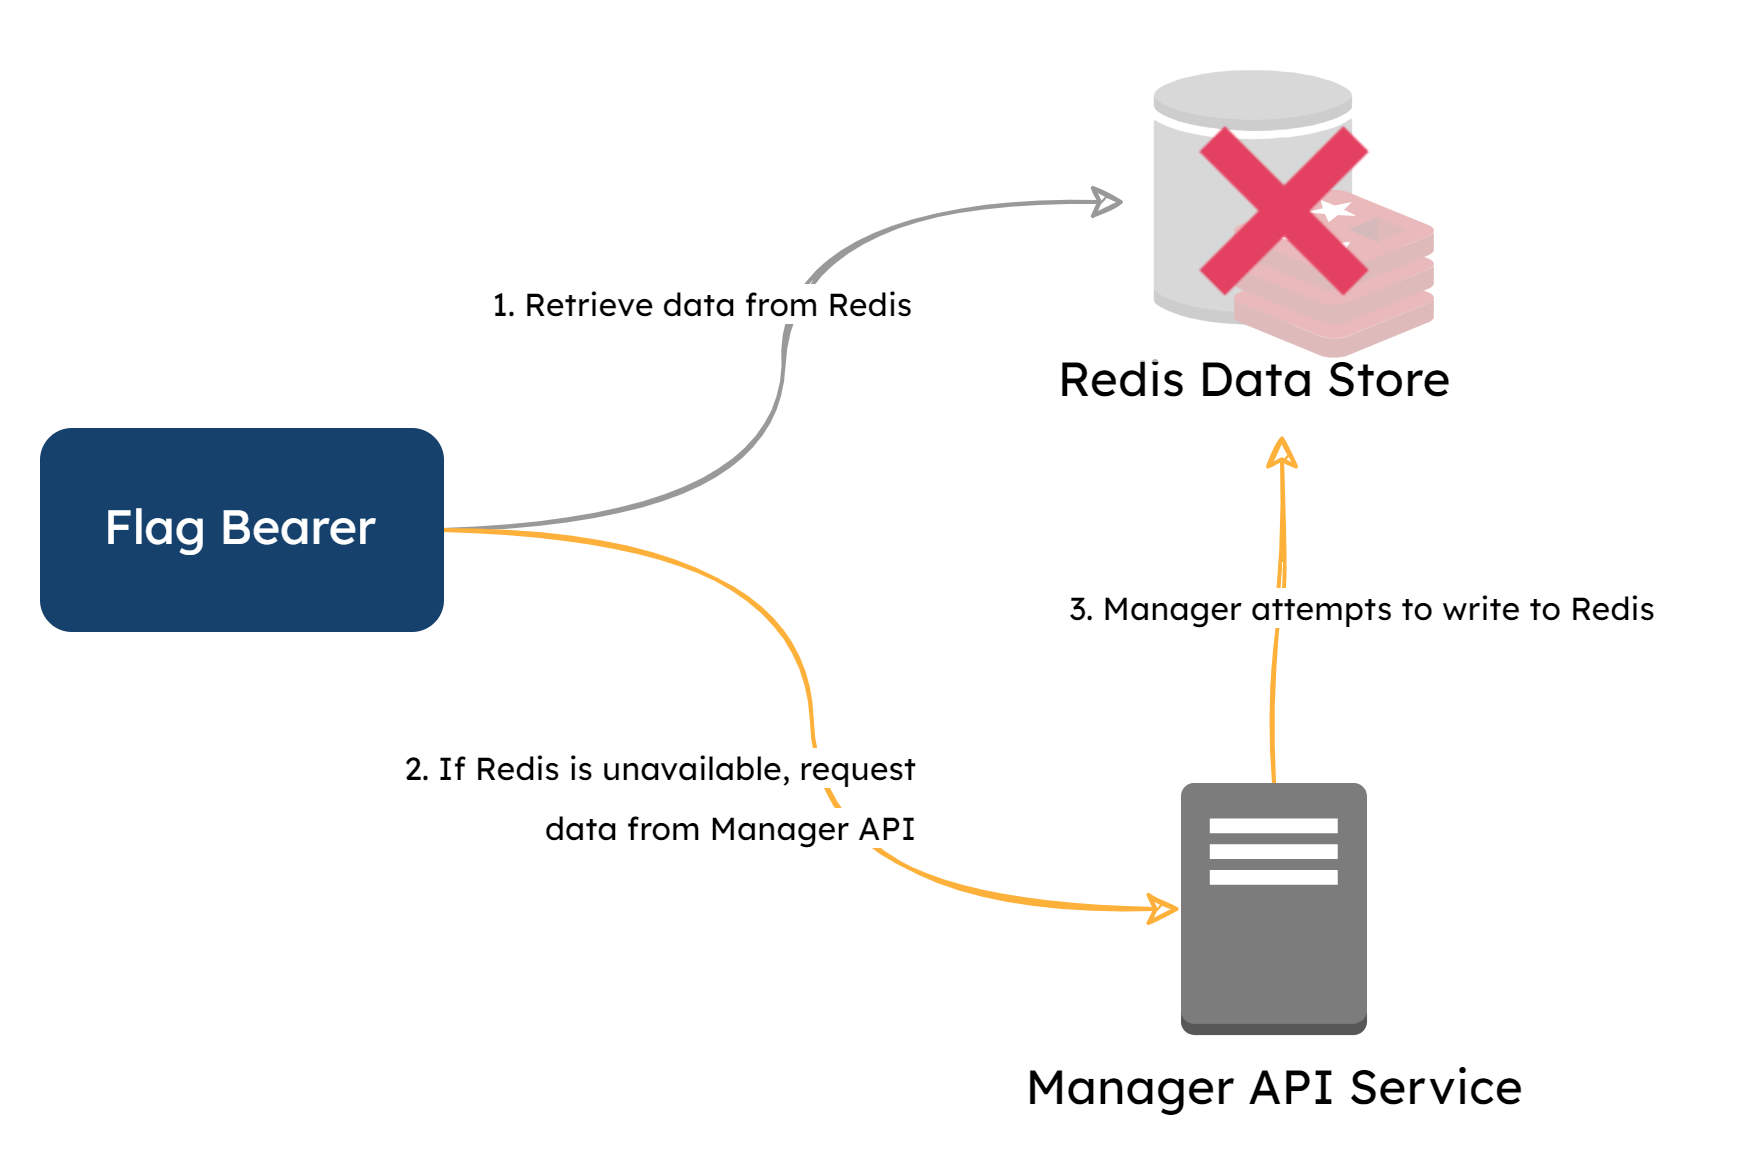 1. Retrieve data from Redis
Redis Data Store
Flag Bearer
3. Manager attempts to write to Redis
2. If Redis is unavailable, request
data from Manager API
Manager API Service